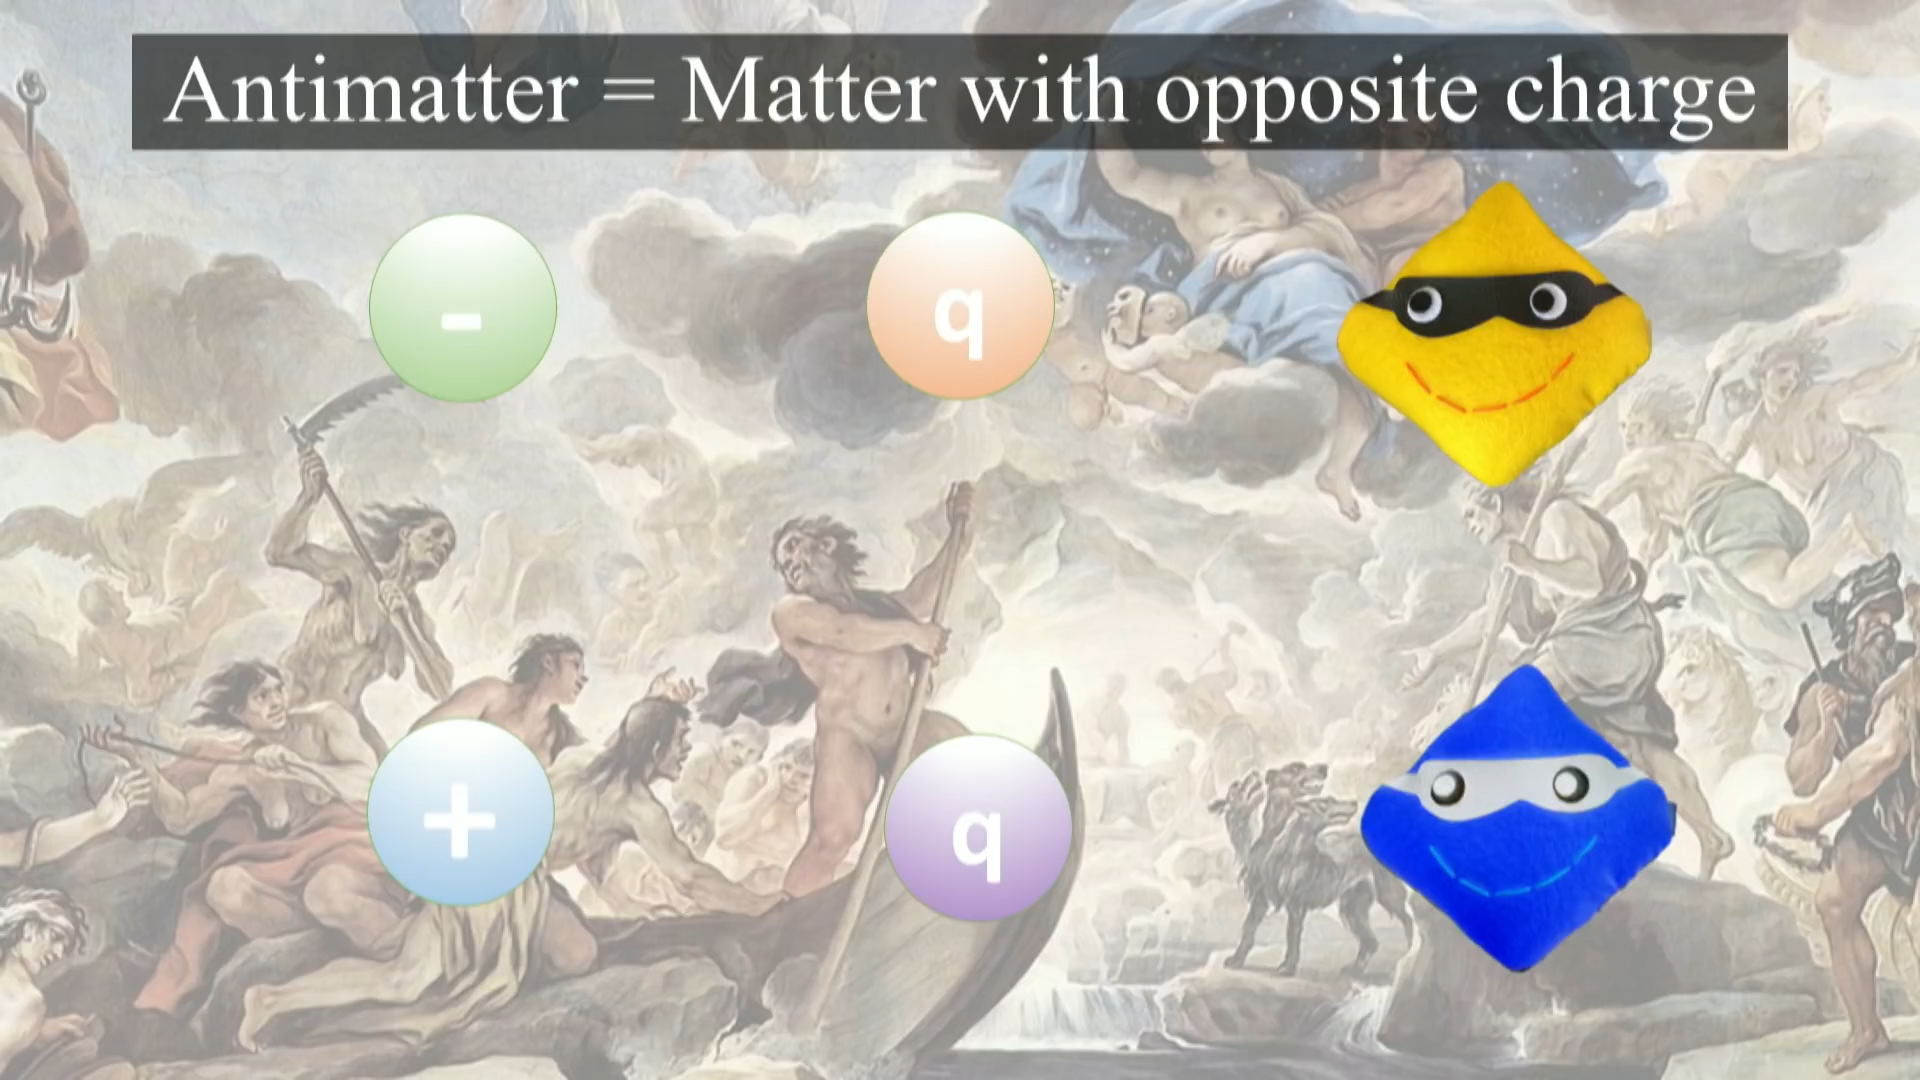 Antimatter = Matter with opposite charge
- q
+ q